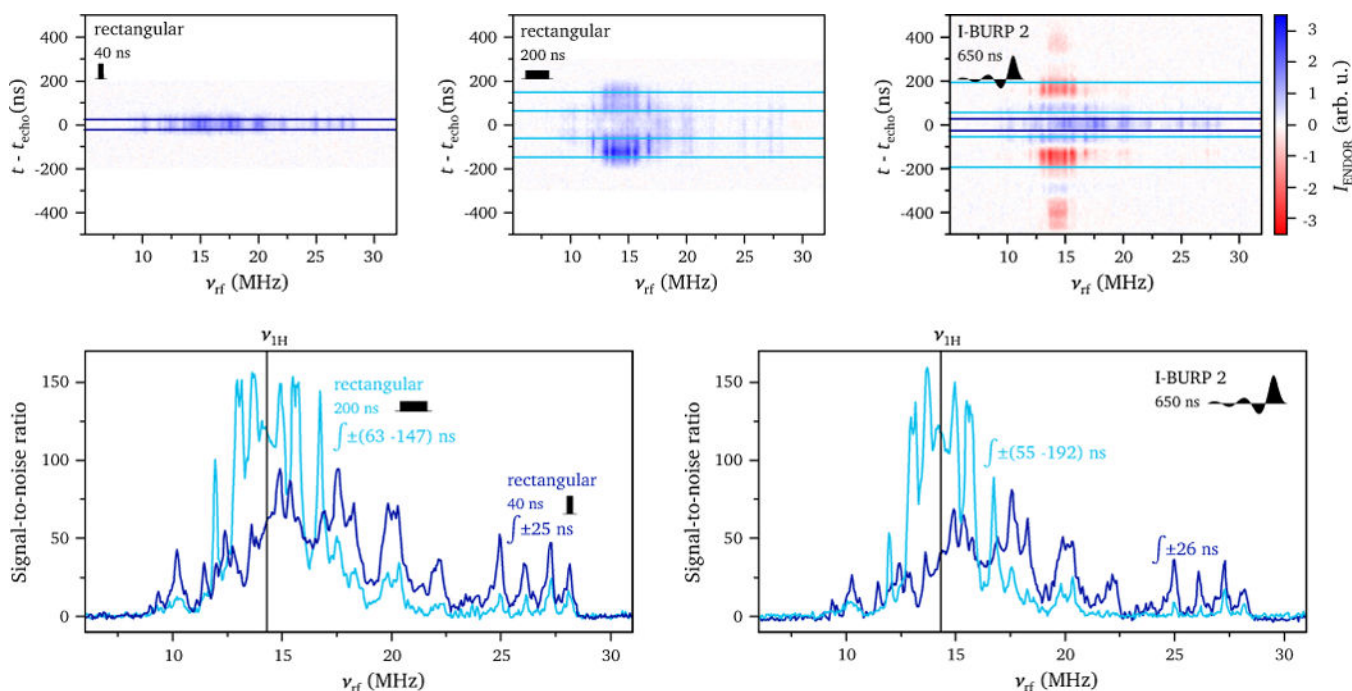 rectangular
40 ns
400
200
0
-200
-400
t - t_echo (ns)
10 15 20 25 30
ν_rf (MHz)
rectangular
200 ns
400
200
0
-200
-400
t - t_echo (ns)
10 15 20 25 30
ν_rf (MHz)
I-BURP 2
650 ns
400
200
0
-200
-400
t - t_echo (ns)
10 15 20 25 30
ν_rf (MHz)
3
2
1
0
-1
-2
-3
I_ENDOR (arb. u.)
ν_1H
rectangular
200 ns
∫±(63 -147) ns
rectangular
40 ns
∫±25 ns
150
100
50
0
Signal-to-noise ratio
10 15 20 25 30
ν_rf (MHz)
ν_1H
I-BURP 2
650 ns
∫±(55 -192) ns
∫±26 ns
150
100
50
0
Signal-to-noise ratio
10 15 20 25 30
ν_rf (MHz)